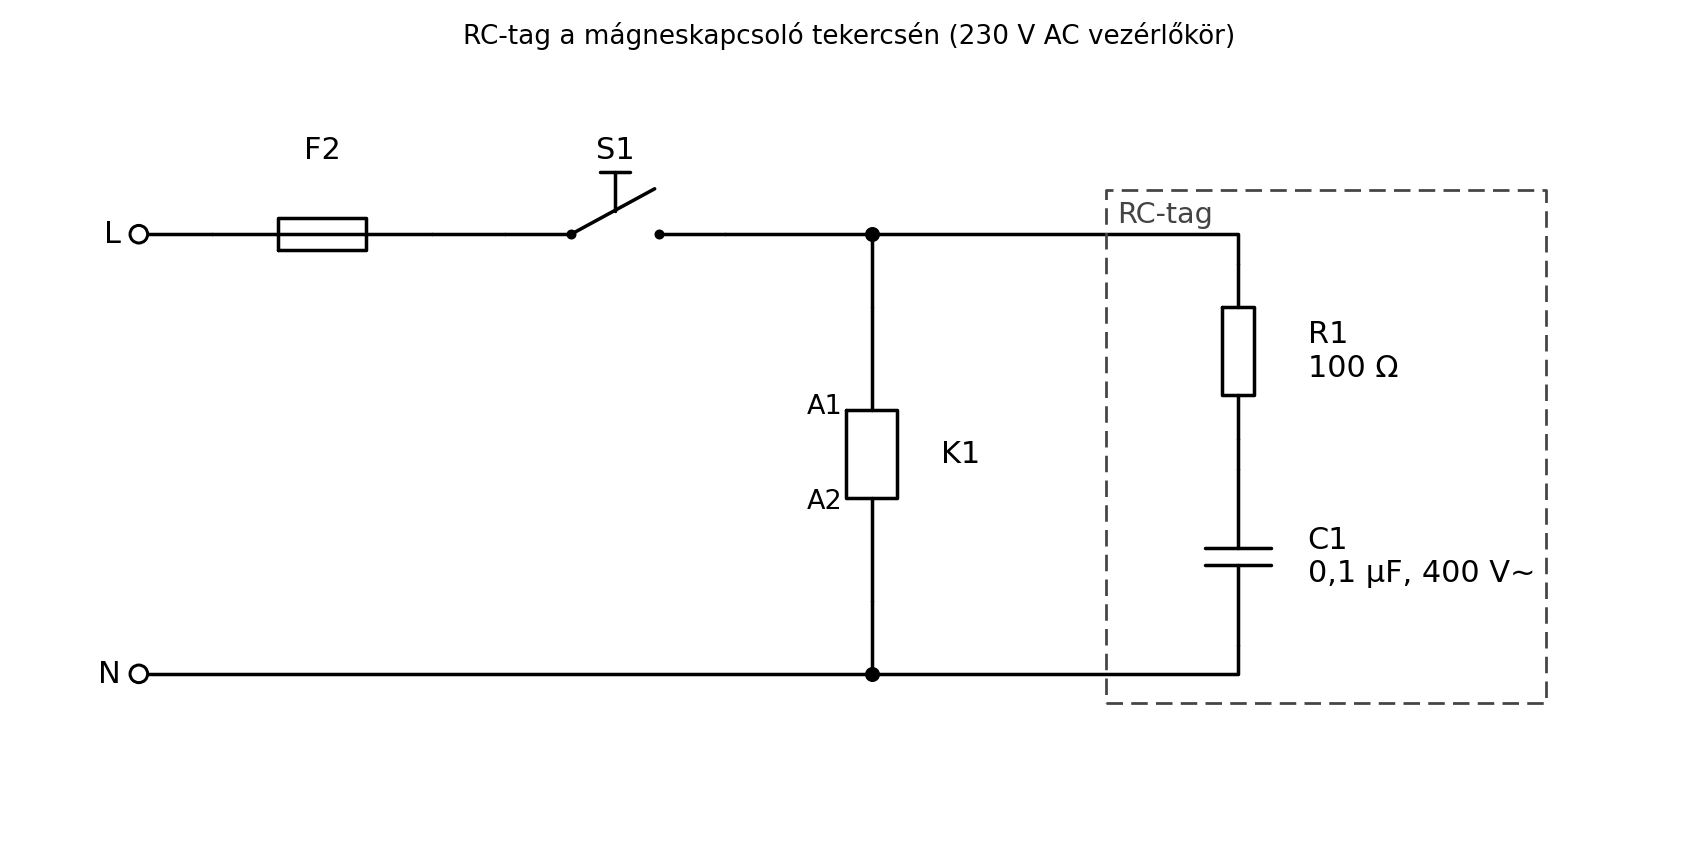 RC-tag a mágneskapcsoló tekercsén (230 V AC vezérlőkör)
F2
S1
L
RC-tag
R1
100 Ω
A1
K1
A2
C1
0,1 µF, 400 V~
N